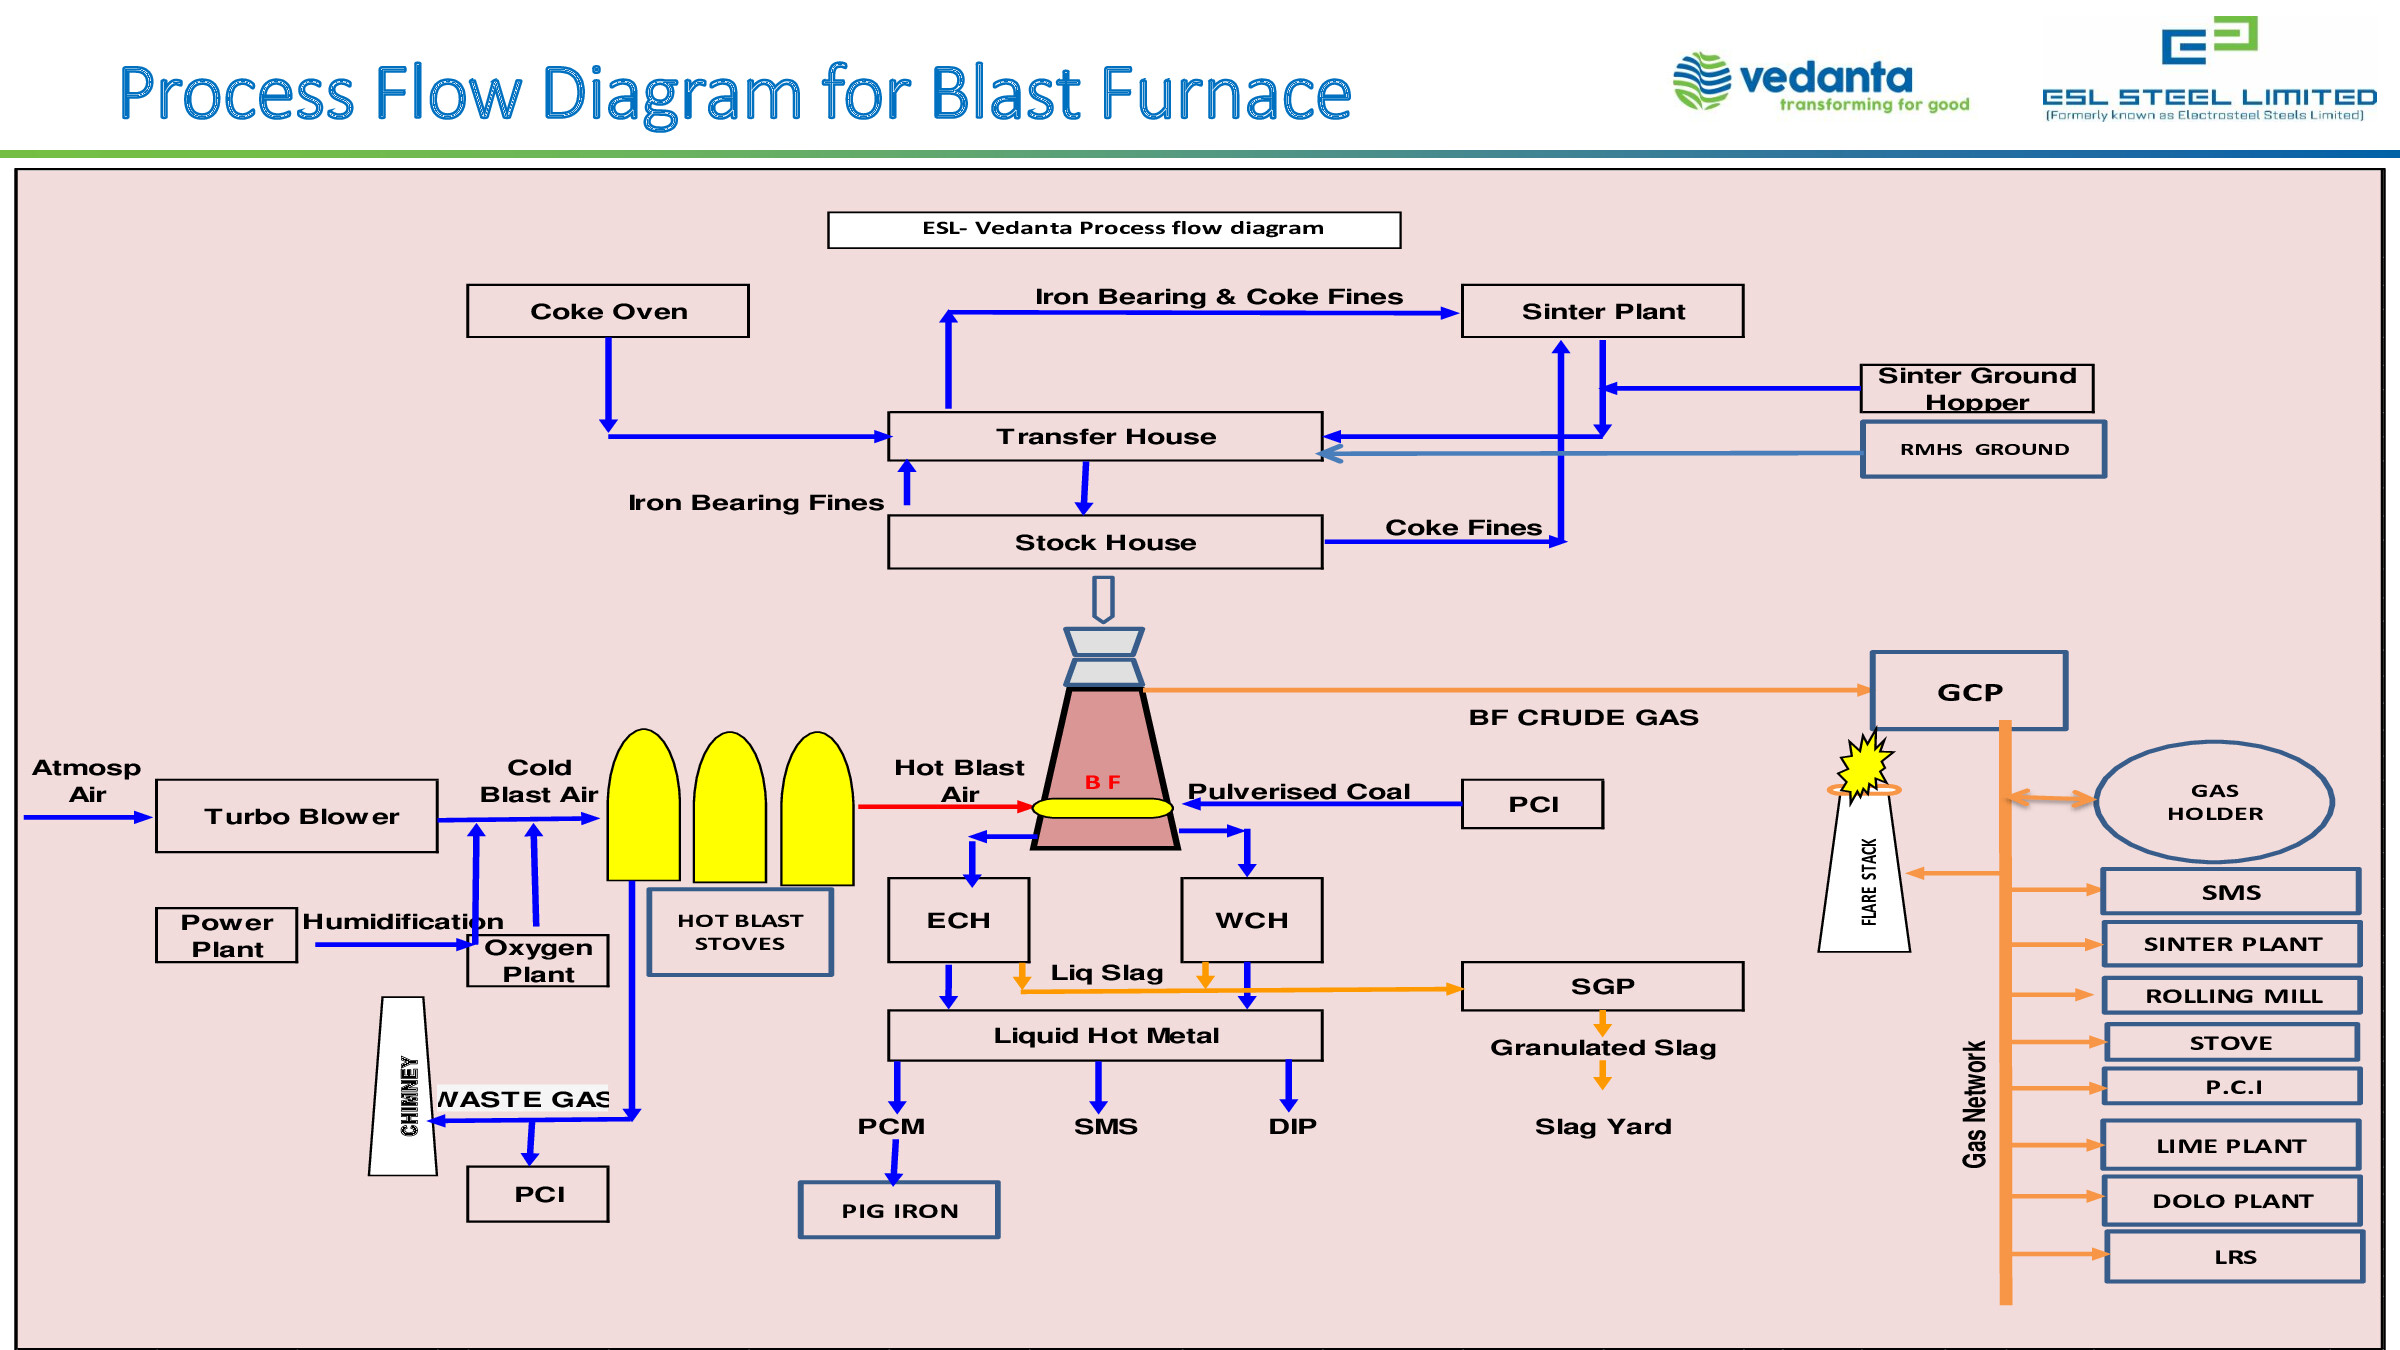 Process Flow Diagram for Blast Furnace
vedanta
transforming for good
ESL STEEL LIMITED
(Formerly known as Electrosteel Steels Limited)
ESL- Vedanta Process flow diagram
Coke Oven
Iron Bearing & Coke Fines
Sinter Plant
Sinter Ground
Hopper
Transfer House
RMHS GROUND
Iron Bearing Fines
Stock House
Coke Fines
GCP
BF CRUDE GAS
Atmosp
Air
Turbo Blower
Cold
Blast Air
Hot Blast
Air
B F
Pulverised Coal
PCI
GAS
HOLDER
FLARE STACK
Power
Plant
Humidification
Oxygen
Plant
HOT BLAST
STOVES
ECH
WCH
Liq Slag
SGP
Liquid Hot Metal
Granulated Slag
CHIMNEY
WASTE GAS
PCM
SMS
DIP
Slag Yard
PCI
PIG IRON
Gas Network
SMS
SINTER PLANT
ROLLING MILL
STOVE
P.C.I
LIME PLANT
DOLO PLANT
LRS